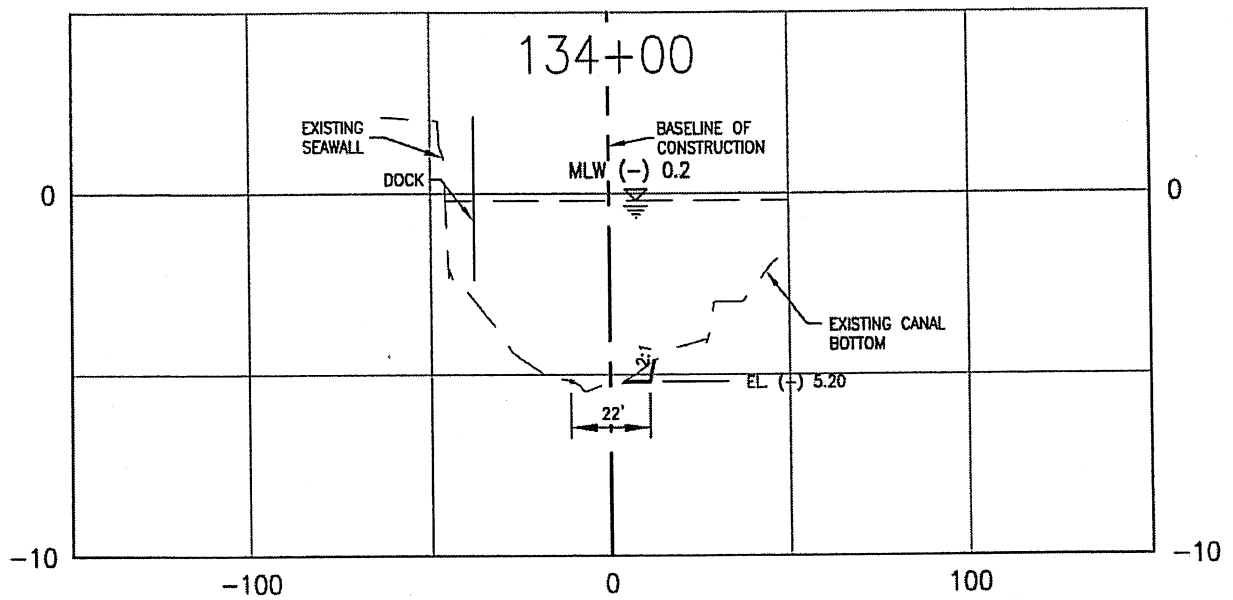 134+00
EXISTING
SEAWALL
BASELINE OF
CONSTRUCTION
DOCK
MLW (-) 0.2
0
0
EXISTING CANAL
BOTTOM
2:1
EL. (-) 5.20
22'
-10
-10
-100
0
100